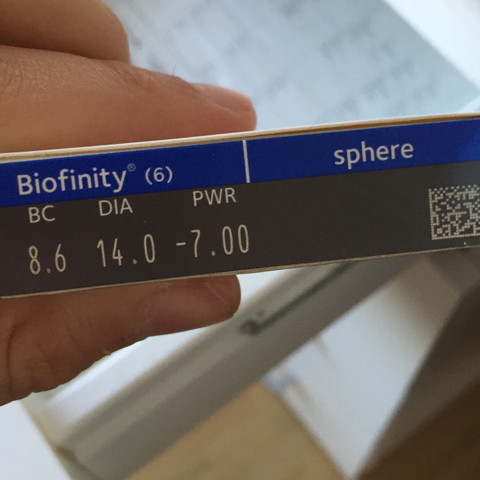 Biofinity® (6) sphere
BC DIA PWR
8.6 14.0 -7.00